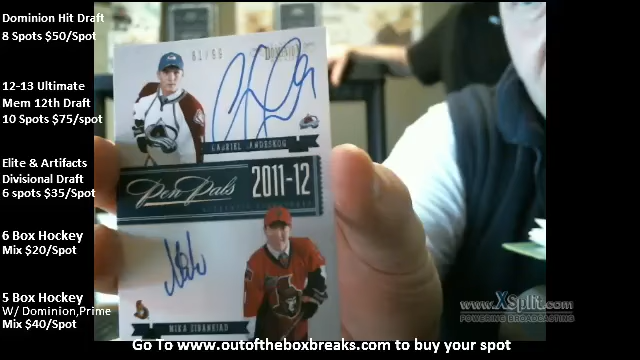 Dominion Hit Draft
8 Spots $50/Spot
12-13 Ultimate
Mem 12th Draft
10 Spots $75/spot
Elite & Artifacts
Divisional Draft
6 spots $35/Spot
6 Box Hockey
Mix $20/Spot
5 Box Hockey
W/ Dominion,Prime
Mix $40/Spot
DOMINION
GABRIEL LANDESKOG
Pen Pals
2011-12
MIKA ZIBANEJAD
www.XSplit.com
POWERING BROADCASTING
Go To www.outoftheboxbreaks.com to buy your spot